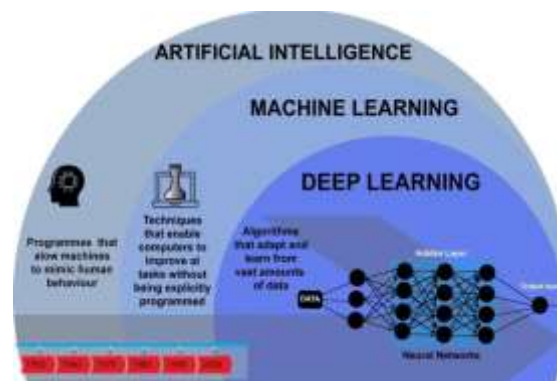 ARTIFICIAL INTELLIGENCE
MACHINE LEARNING
DEEP LEARNING
Programmes that
alow machines
to mimic human
behaviour
Techniques
that enable
computers to
improve at
tasks without
being explicitly
programmed
Algorithms
that adapt and
learn from
vast amounts
of data
DATA
Hidden Layer
Neural Networks